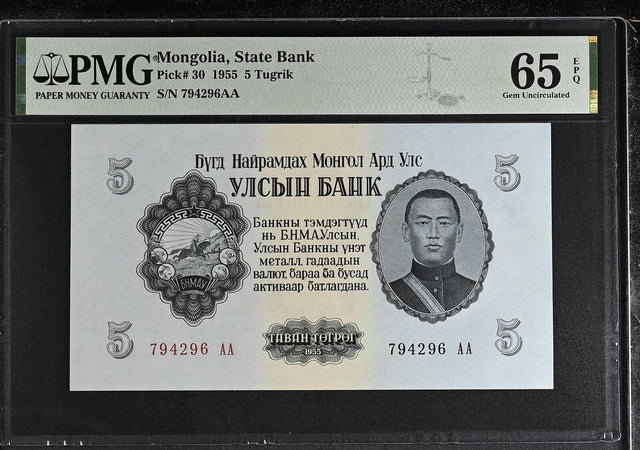 PMG® Mongolia, State Bank
Pick# 30 1955 5 Tugrik
PAPER MONEY GUARANTY S/N 794296AA
65 EPQ
Gem Uncirculated
5 5
Бүгд Найрамдах Монгол Ард Улс
УЛСЫН БАНК
Банкны тэмдэгтүүд
нь Б.Н.М.А.Улсын,
Улсын Банкны үнэт
металл, гадаадын
валют, бараа ба бусад
активаар батлагдана.
БНМАУ
5 5
794296 АА
ТАВАН ТӨГРӨГ
1955
794296 АА